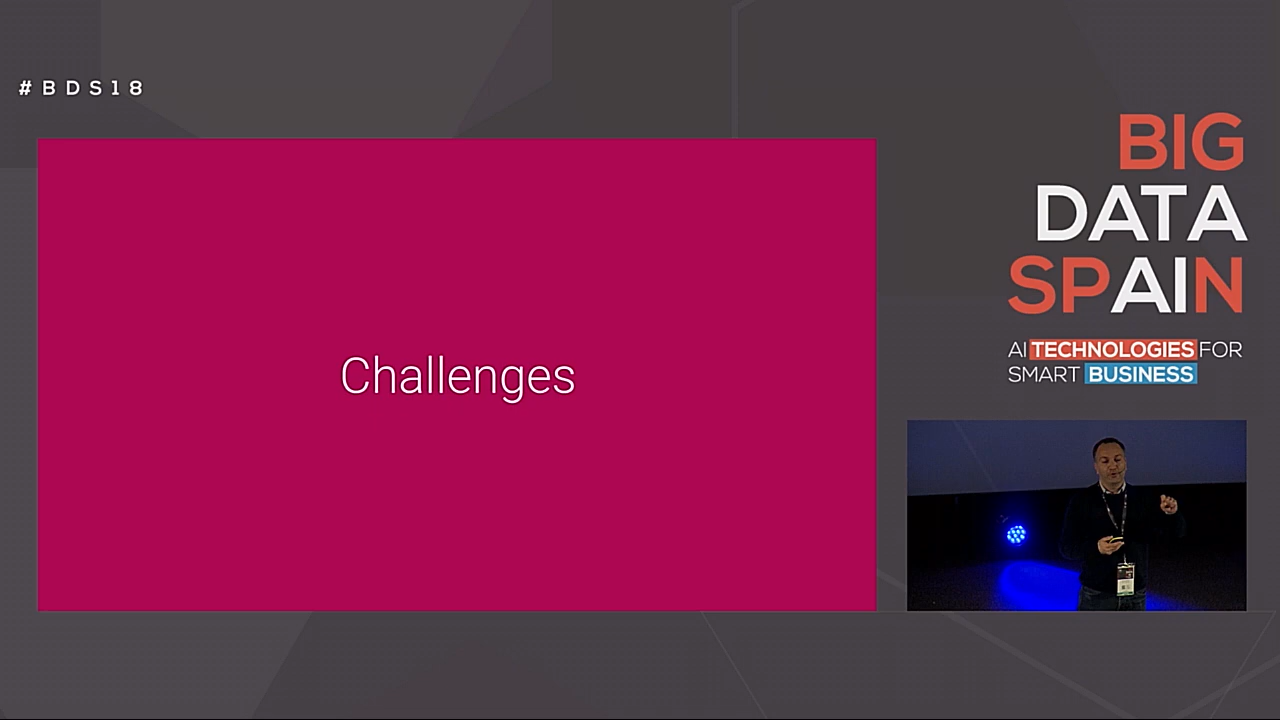 #BDS18
BIG
DATA
SPAIN
AI TECHNOLOGIES FOR
SMART BUSINESS
Challenges